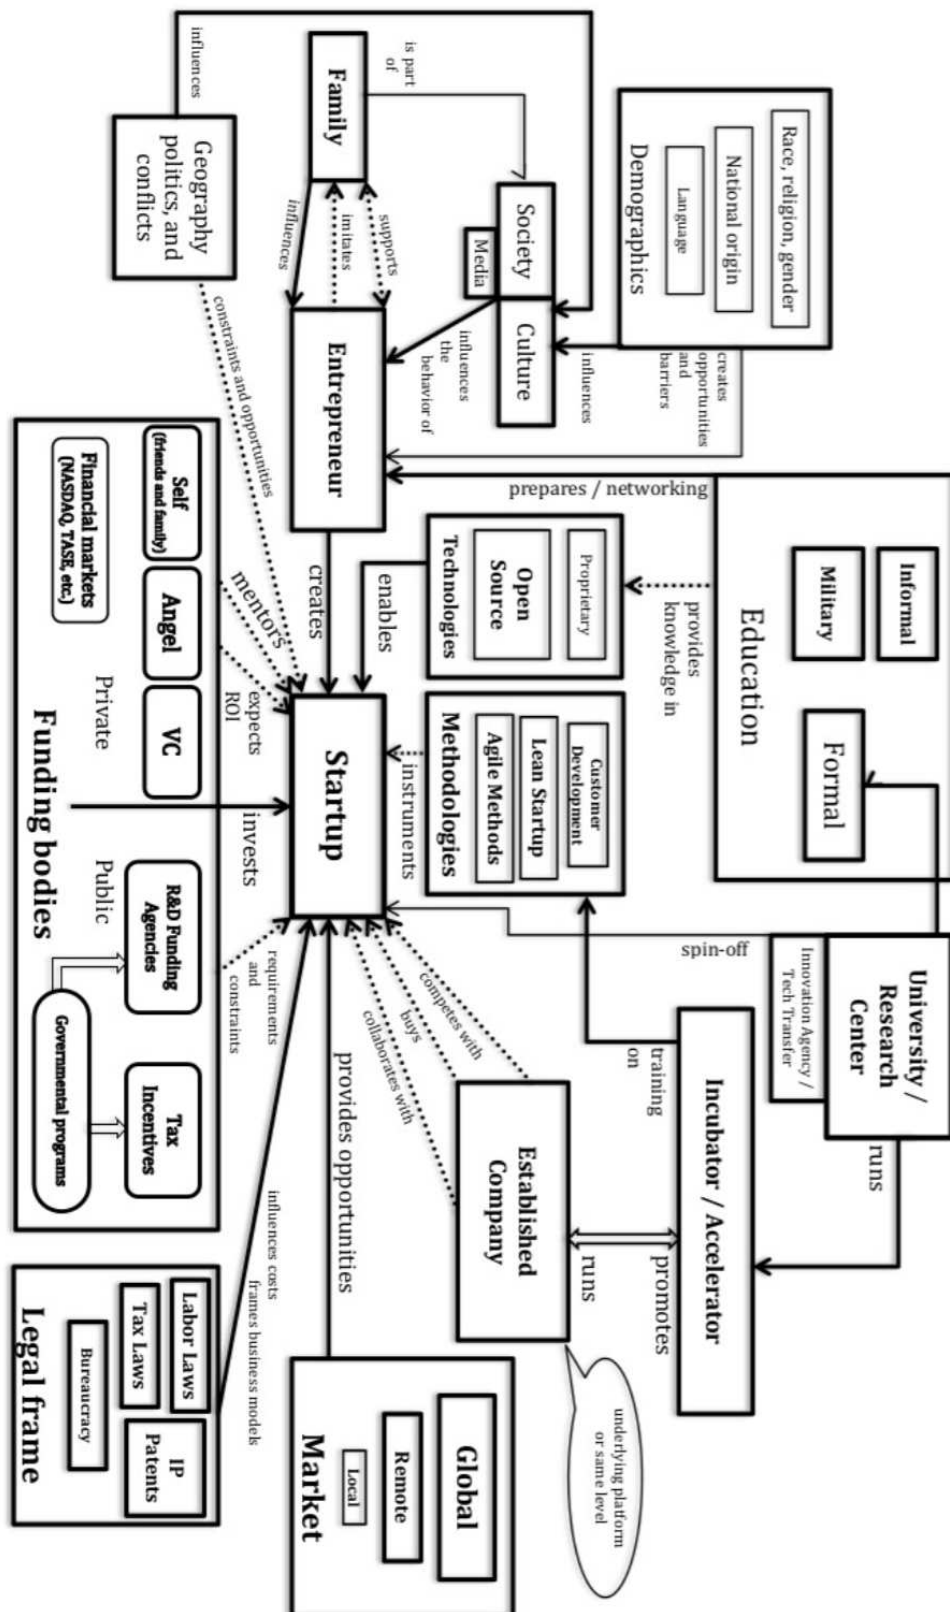 Race, religion, gender
National origin
Language
Demographics
influences
is part
of
Family
Society
Culture
Media
influences
creates
opportunities
and
barriers
influences
the
behavior of
supports
imitates
influences
Geography
politics, and
conflicts
constraints and opportunities
Entrepreneur
prepares / networking
Informal
Military
Formal
Education
provides
knowledge in
Proprietary
Open
Source
Technologies
enables
creates
Customer
Development
Lean Startup
Agile Methods
Methodologies
instruments
Startup
University /
Research
Center
Innovation Agency /
Tech Transfer
spin-off
runs
Incubator / Accelerator
training
on
promotes
runs
Established
Company
competes with
buys
collaborates with
underlying platform
or same level
Global
Remote
Local
Market
provides opportunities
mentors
expects
ROI
invests
requirements
and
constraints
influences costs
frames business models
Self
(friends and family)
Angel
VC
Financial markets
(NASDAQ, TASE, etc.)
Private
Public
R&D Funding
Agencies
Tax
Incentives
Governmental programs
Funding bodies
Labor Laws
Tax Laws
IP
Patents
Bureaucracy
Legal frame